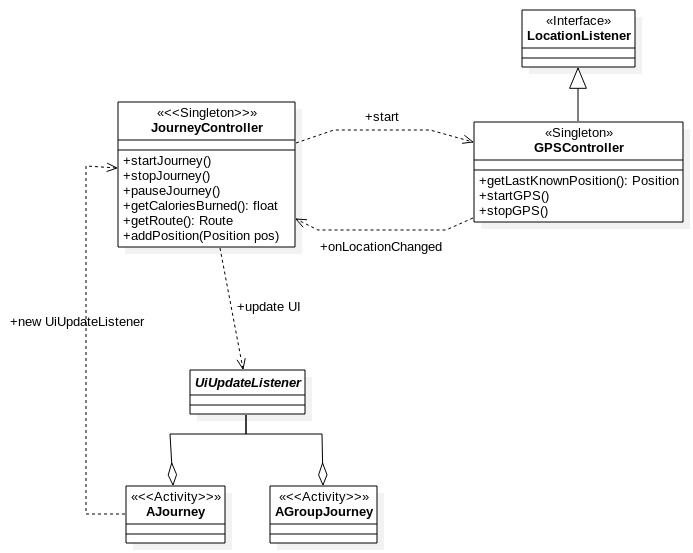 «Interface»
LocationListener
«<<Singleton>>»
JourneyController
+startJourney()
+stopJourney()
+pauseJourney()
+getCaloriesBurned(): float
+getRoute(): Route
+addPosition(Position pos)
+start
«Singleton»
GPSController
+getLastKnownPosition(): Position
+startGPS()
+stopGPS()
+onLocationChanged
+update UI
+new UiUpdateListener
UiUpdateListener
«<<Activity>>»
AJourney
«<<Activity>>»
AGroupJourney